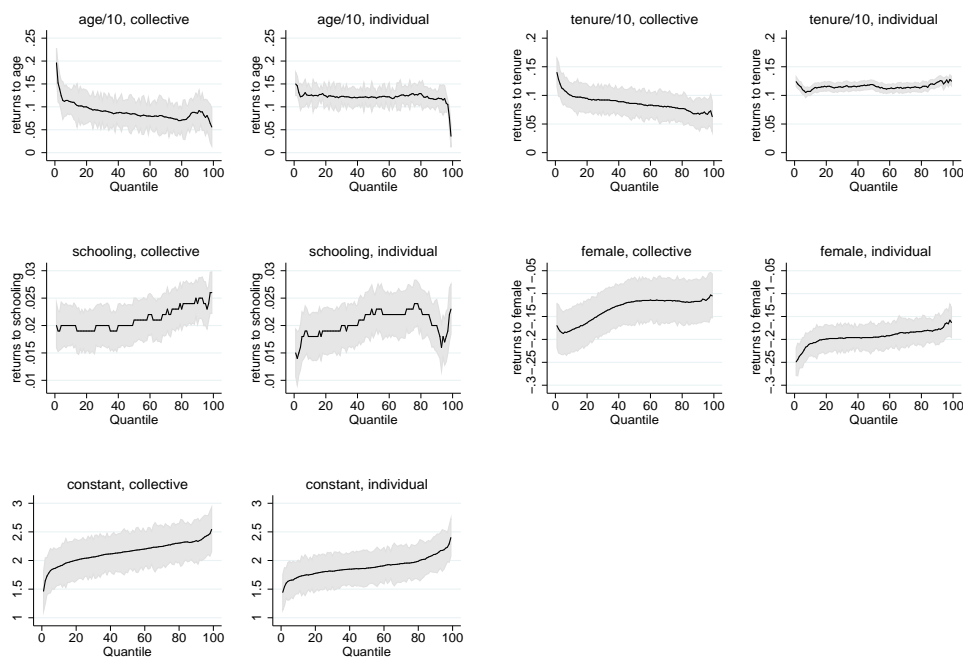 age/10, collective
returns to age
0 .05 .1 .15 .2 .25
0 20 40 60 80 100
Quantile
age/10, individual
returns to age
0 .05 .1 .15 .2 .25
0 20 40 60 80 100
Quantile
tenure/10, collective
returns to tenure
0 .05 .1 .15 .2
0 20 40 60 80 100
Quantile
tenure/10, individual
returns to tenure
0 .05 .1 .15 .2
0 20 40 60 80 100
Quantile
schooling, collective
returns to schooling
.01 .015 .02 .025 .03
0 20 40 60 80 100
Quantile
schooling, individual
returns to schooling
.01 .015 .02 .025 .03
0 20 40 60 80 100
Quantile
female, collective
returns to female
-.3 -.25 -.2 -.15 -.1 -.05
0 20 40 60 80 100
Quantile
female, individual
returns to female
-.3 -.25 -.2 -.15 -.1 -.05
0 20 40 60 80 100
Quantile
constant, collective
1 1.5 2 2.5 3
0 20 40 60 80 100
Quantile
constant, individual
1 1.5 2 2.5 3
0 20 40 60 80 100
Quantile